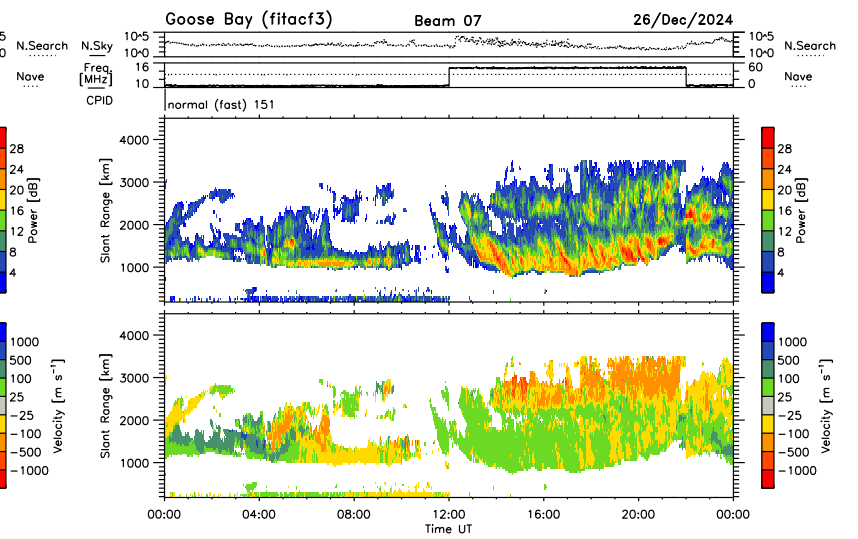 Goose Bay (fitacf3) Beam 07 26/Dec/2024
5 N.Search N.Sky 10^5 10^5 N.Search
0 10^0 10^0
Nave Freq. [MHz] 16 60 Nave
10 0
CPID normal (fast) 151
4000
28 28
24 3000 24
20 20
16 2000 16
12 12
8 1000 8
4 4
Power [dB] Slant Range [km] Power [dB]
4000
1000 1000
500 3000 500
100 100
25 25
-25 2000 -25
-100 -100
-500 1000 -500
-1000 -1000
Velocity [m s⁻¹] Slant Range [km] Velocity [m s⁻¹]
00:00 04:00 08:00 12:00 16:00 20:00 00:00
Time UT